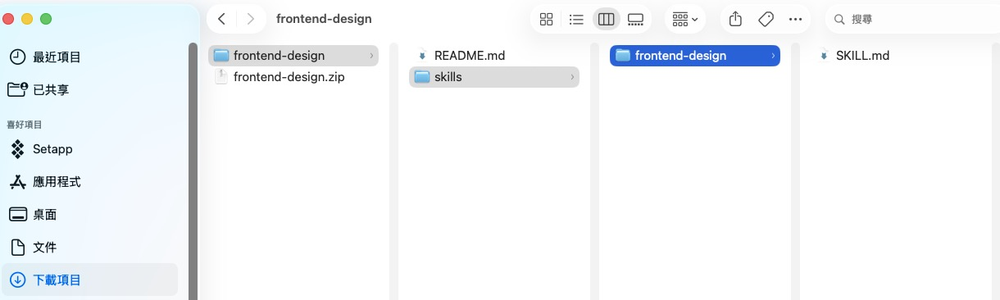 frontend-design
搜尋
最近項目
已共享
喜好項目
Setapp
應用程式
桌面
文件
下載項目
frontend-design
frontend-design.zip
README.md
skills
frontend-design
SKILL.md